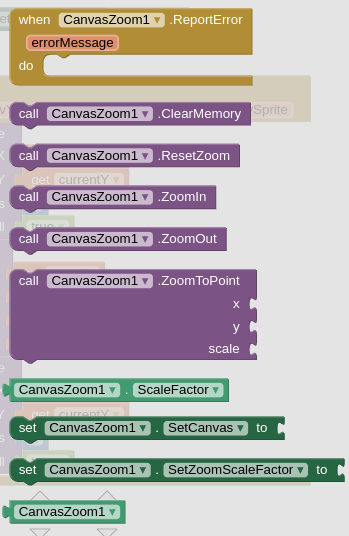 when CanvasZoom1 .ReportError
errorMessage
do
call CanvasZoom1 .ClearMemory
Sprite
call CanvasZoom1 .ResetZoom
get currentY
call CanvasZoom1 .ZoomIn
true
call CanvasZoom1 .ZoomOut
call CanvasZoom1 .ZoomToPoint
x
y
scale
CanvasZoom1 . ScaleFactor
get currentY
set CanvasZoom1 . SetCanvas to
set CanvasZoom1 . SetZoomScaleFactor to
CanvasZoom1